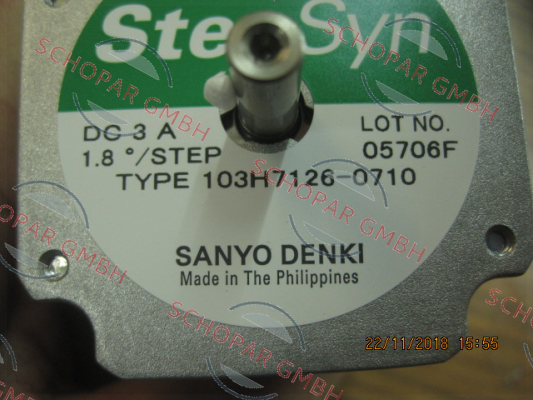 Step Syn
DC 3 A
LOT NO.
1.8 °/STEP
05706F
TYPE 103H7126-0710
SANYO DENKI
Made in The Philippines
22/11/2018 15:55
SCHOPAR GMBH